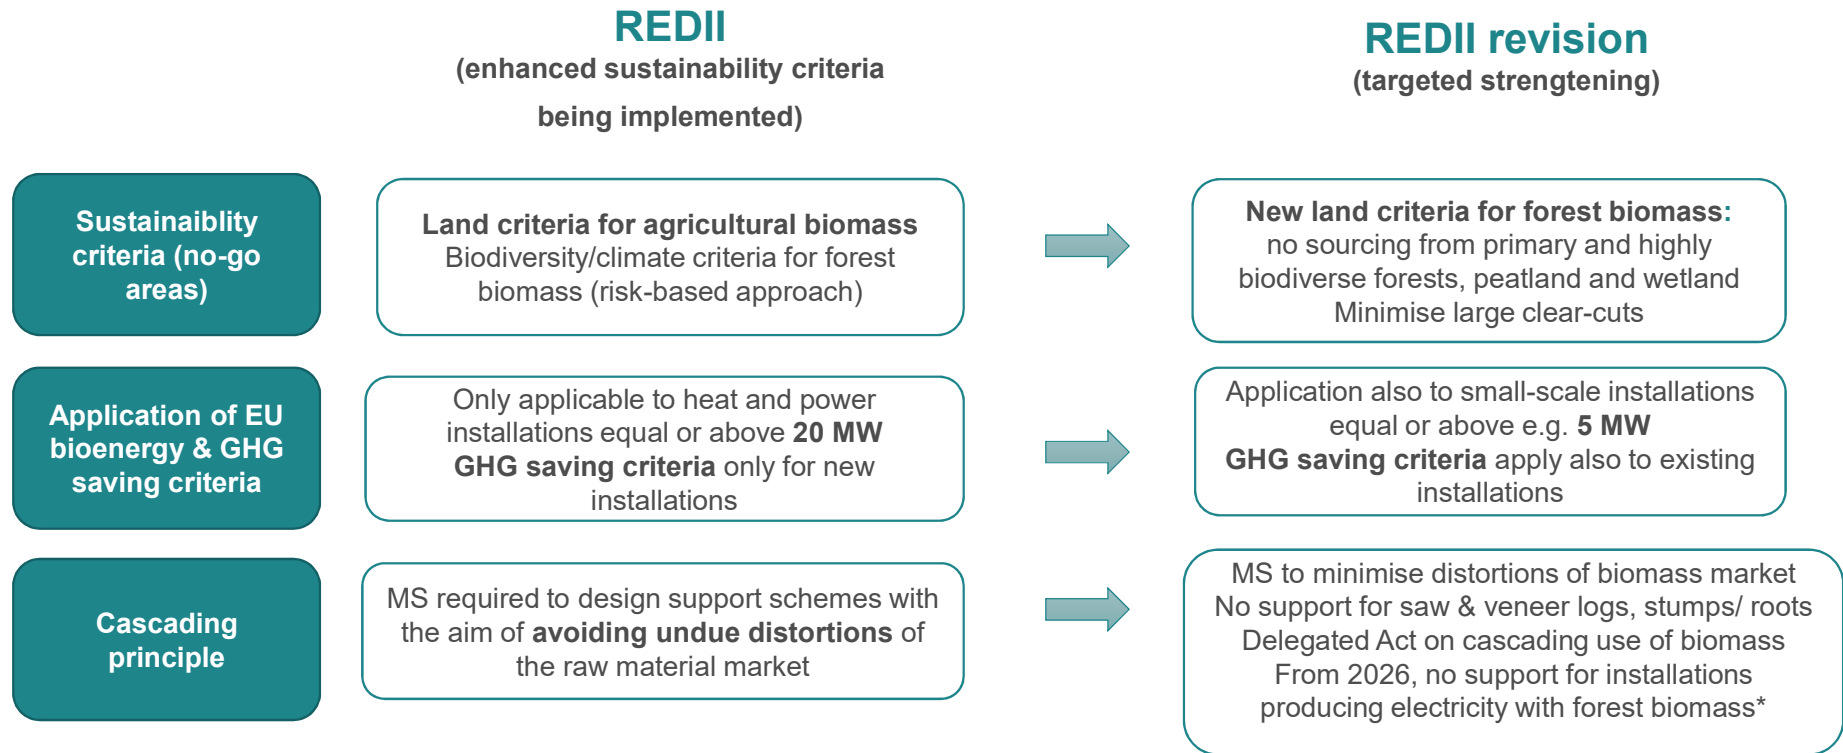 REDII
(enhanced sustainability criteria
being implemented)
REDII revision
(targeted strengtening)
Sustainaiblity
criteria (no-go
areas)
Land criteria for agricultural biomass
Biodiversity/climate criteria for forest
biomass (risk-based approach)
New land criteria for forest biomass:
no sourcing from primary and highly
biodiverse forests, peatland and wetland
Minimise large clear-cuts
Application of EU
bioenergy & GHG
saving criteria
Only applicable to heat and power
installations equal or above 20 MW
GHG saving criteria only for new
installations
Application also to small-scale installations
equal or above e.g. 5 MW
GHG saving criteria apply also to existing
installations
Cascading
principle
MS required to design support schemes with
the aim of avoiding undue distortions of
the raw material market
MS to minimise distortions of biomass market
No support for saw & veneer logs, stumps/ roots
Delegated Act on cascading use of biomass
From 2026, no support for installations
producing electricity with forest biomass*